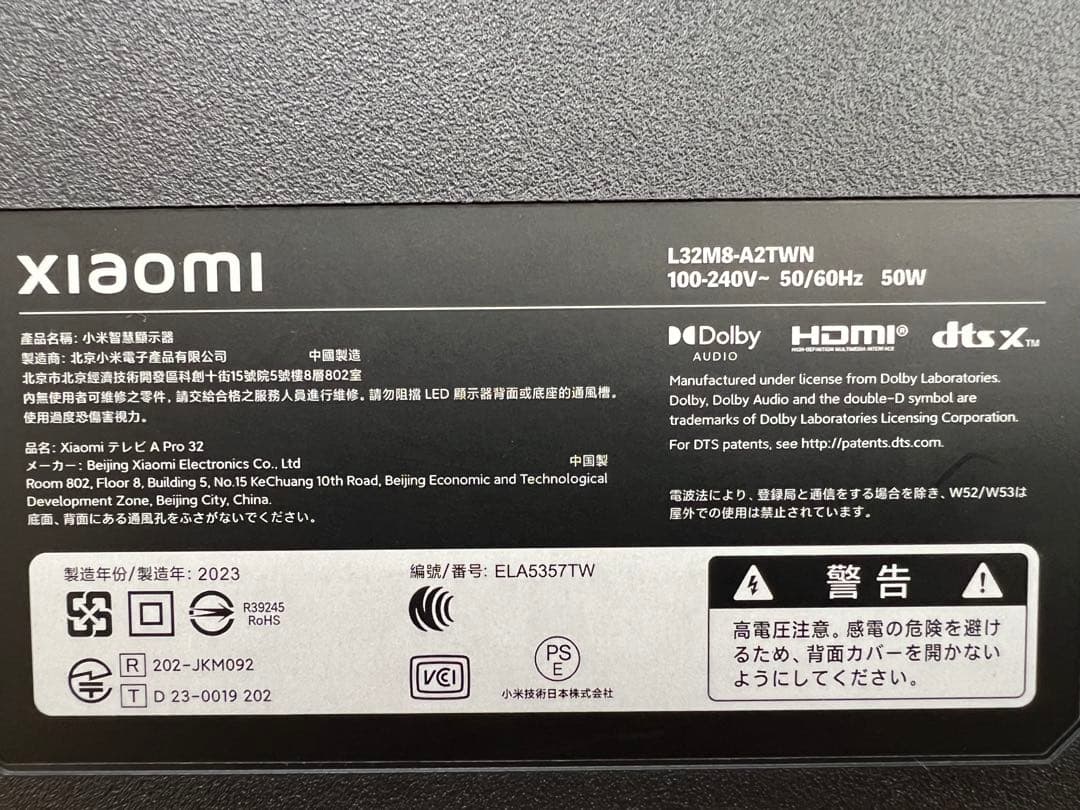 xiaomi
L32M8-A2TWN
100-240V~ 50/60Hz 50W
產品名稱: 小米智慧顯示器
製造商: 北京小米電子產品有限公司 中國製造
北京市北京經濟技術開發區科創十街15號院5號樓8層802室
內無使用者可維修之零件，請交給合格之服務人員進行維修。請勿阻擋 LED 顯示器背面或底座的通風槽。
使用過度恐傷害視力。
品名: Xiaomi テレビ A Pro 32
メーカー: Beijing Xiaomi Electronics Co., Ltd 中国製
Room 802, Floor 8, Building 5, No.15 KeChuang 10th Road, Beijing Economic and Technological
Development Zone, Beijing City, China.
底面、背面にある通風孔をふさがないでください。
Dolby
AUDIO
HDMI®
HIGH-DEFINITION MULTIMEDIA INTERFACE
dts X™
Manufactured under license from Dolby Laboratories.
Dolby, Dolby Audio and the double-D symbol are
trademarks of Dolby Laboratories Licensing Corporation.
For DTS patents, see http://patents.dts.com.
電波法により、登録局と通信をする場合を除き、W52/W53は
屋外での使用は禁止されています。
製造年份/製造年: 2023
R39245
RoHS
R 202-JKM092
T D 23-0019 202
編號/番号: ELA5357TW
VCCI
PS
E
小米技術日本株式会社
警告
高電圧注意。感電の危険を避け
るため、背面カバーを開かない
ようにしてください。